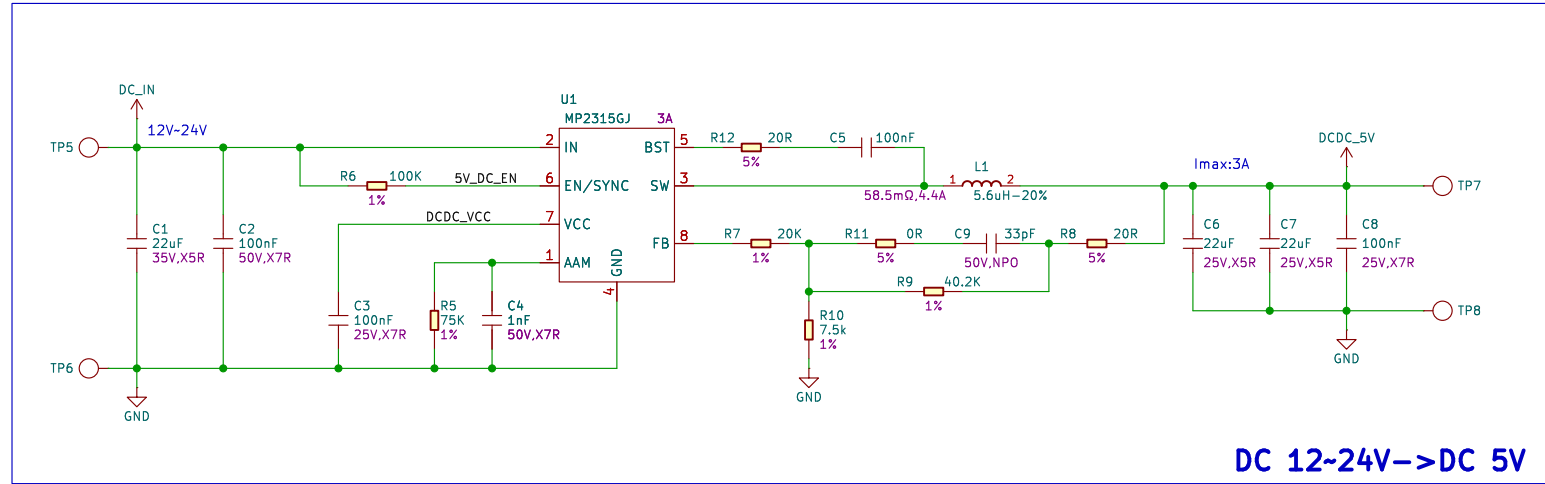 DC_IN
12V~24V
TP5
R6
100K
1%
5V_DC_EN
DCDC_VCC
C1
22uF
35V,X5R
C2
100nF
50V,X7R
C3
100nF
25V,X7R
R5
75K
1%
C4
1nF
50V,X7R
TP6
GND
U1
MP2315GJ
3A
2
IN
6
EN/SYNC
7
VCC
1
AAM
GND
4
BST
5
SW
3
FB
8
R12
20R
5%
C5
100nF
L1
1
2
58.5mΩ,4.4A
5.6uH-20%
R7
20K
1%
R11
0R
5%
C9
33pF
50V,NPO
R8
20R
5%
R9
40.2K
1%
R10
7.5k
1%
GND
Imax:3A
DCDC_5V
TP7
C6
22uF
25V,X5R
C7
22uF
25V,X5R
C8
100nF
25V,X7R
TP8
GND
DC 12~24V->DC 5V